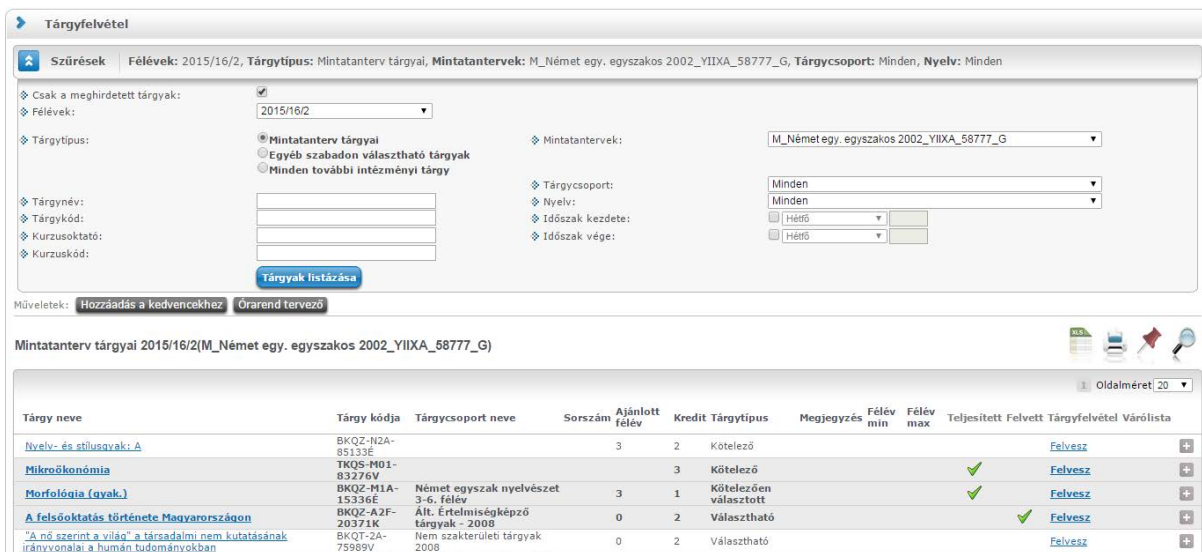 Tárgyfelvétel
Szűrések Félévek: 2015/16/2, Tárgytípus: Mintatanterv tárgyai, Mintatantervek: M_Német egy. egyszakos 2002_YIIXA_58777_G, Tárgycsoport: Minden, Nyelv: Minden
Csak a meghirdetett tárgyak:
Félévek: 2015/16/2
Tárgytípus: Mintatanterv tárgyai Mintatantervek: M_Német egy. egyszakos 2002_YIIXA_58777_G
Egyéb szabadon választható tárgyak
Minden további intézményi tárgy
Tárgycsoport: Minden
Tárgynév: Nyelv: Minden
Tárgykód: Időszak kezdete: Hétfő
Kurzusoktató: Időszak vége: Hétfő
Kurzuskód:
Tárgyak listázása
Műveletek: Hozzáadás a kedvencekhez Órarend tervező
XLS
Mintatanterv tárgyai 2015/16/2(M_Német egy. egyszakos 2002_YIIXA_58777_G)
1 Oldalméret 20
Tárgy neve Tárgy kódja Tárgycsoport neve Sorszám Ajánlott félév Kredit Tárgytípus Megjegyzés Félév min Félév max Teljesített Felvett Tárgyfelvétel Várólista
Nyelv- és stílusgyak: A BKQZ-N2A- 3 2 Kötelező Felvesz
85133É
Mikroökonómia TKQS-M01- 3 Kötelező Felvesz
83276V
Morfológia (gyak.) BKQZ-M1A- Német egyszak nyelvészet 3 1 Kötelezően Felvesz
15336É 3-6. félév választott
A felsőoktatás története Magyarországon BKQZ-A2F- Ált. Értelmiségképző 0 2 Választható Felvesz
20371K tárgyak - 2008
"A nő szerint a világ" a társadalmi nem kutatásának BKQT-2A- Nem szakterületi tárgyak 0 2 Választható Felvesz
irányvonalai a humán tudományokban 75989V 2008